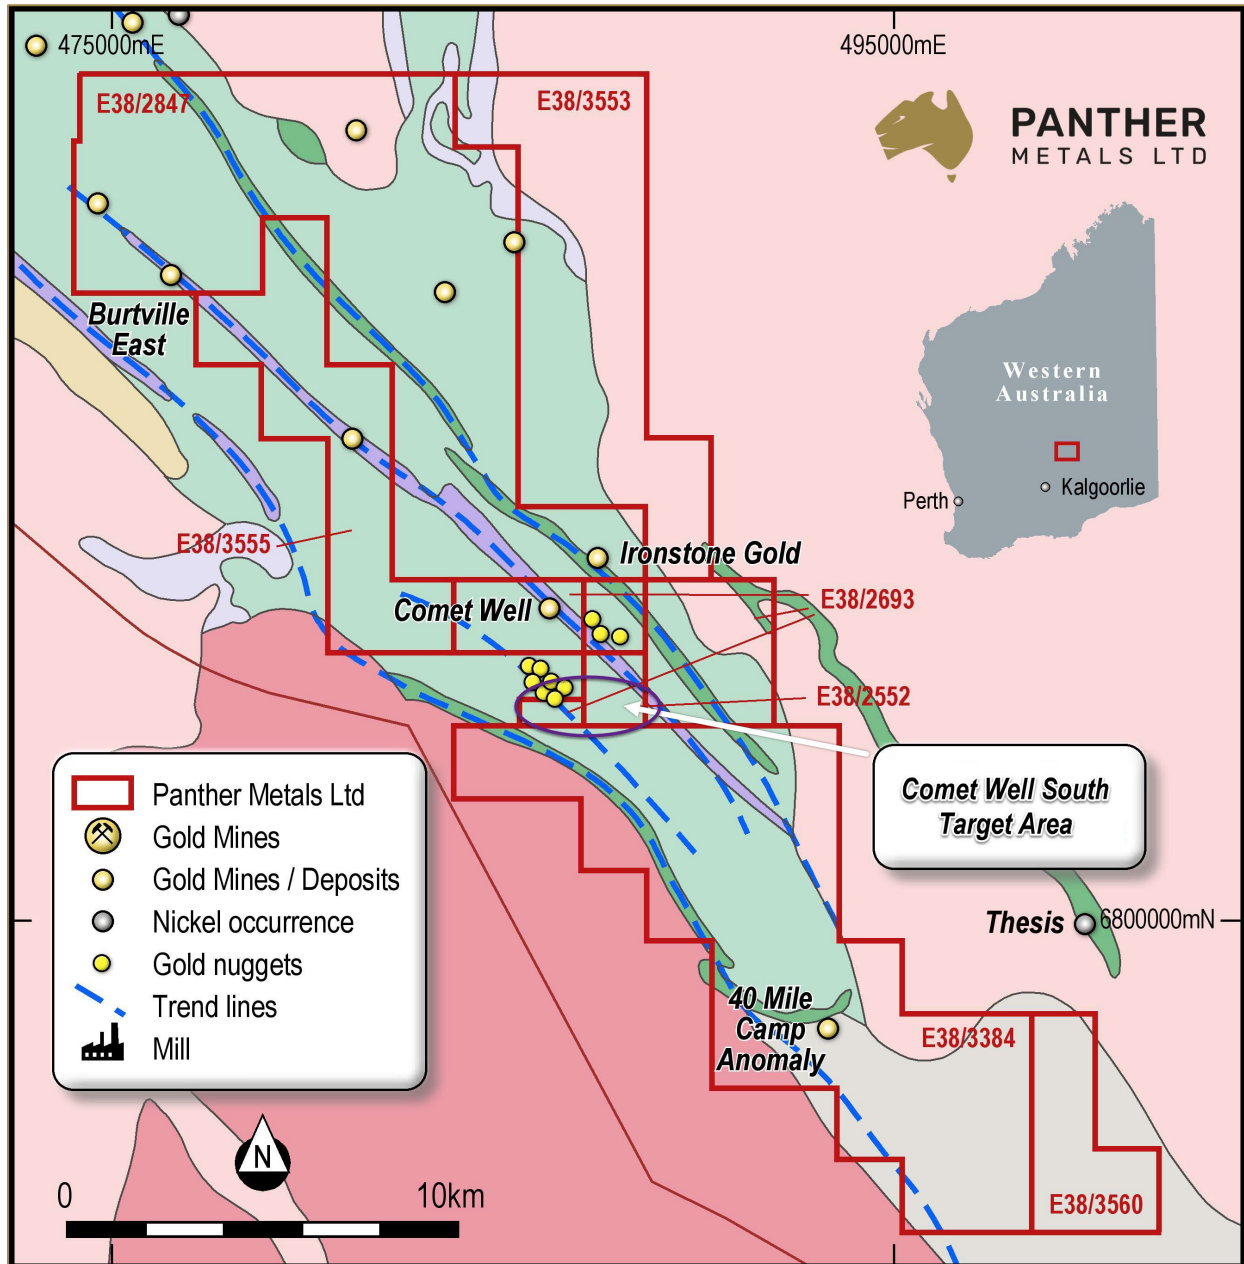 475000mE
495000mE
E38/2847
E38/3553
PANTHER
METALS LTD
Western
Australia
Perth
Kalgoorlie
Burtville
East
E38/3555
Ironstone Gold
Comet Well
E38/2693
E38/2552
Comet Well South
Target Area
Panther Metals Ltd
Gold Mines
Gold Mines / Deposits
Nickel occurrence
Gold nuggets
Trend lines
Mill
Thesis
6800000mN
40 Mile
Camp
Anomaly
E38/3384
E38/3560
N
0
10km